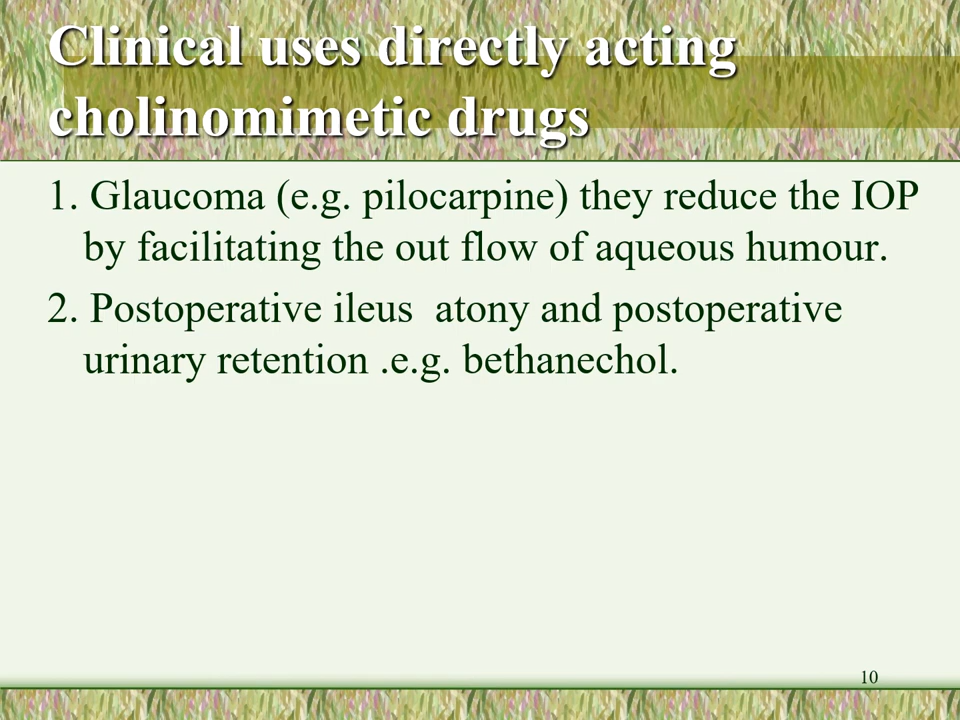 Clinical uses directly acting
cholinomimetic drugs
1. Glaucoma (e.g. pilocarpine) they reduce the IOP
by facilitating the out flow of aqueous humour.
2. Postoperative ileus  atony and postoperative
urinary retention .e.g. bethanechol.
10